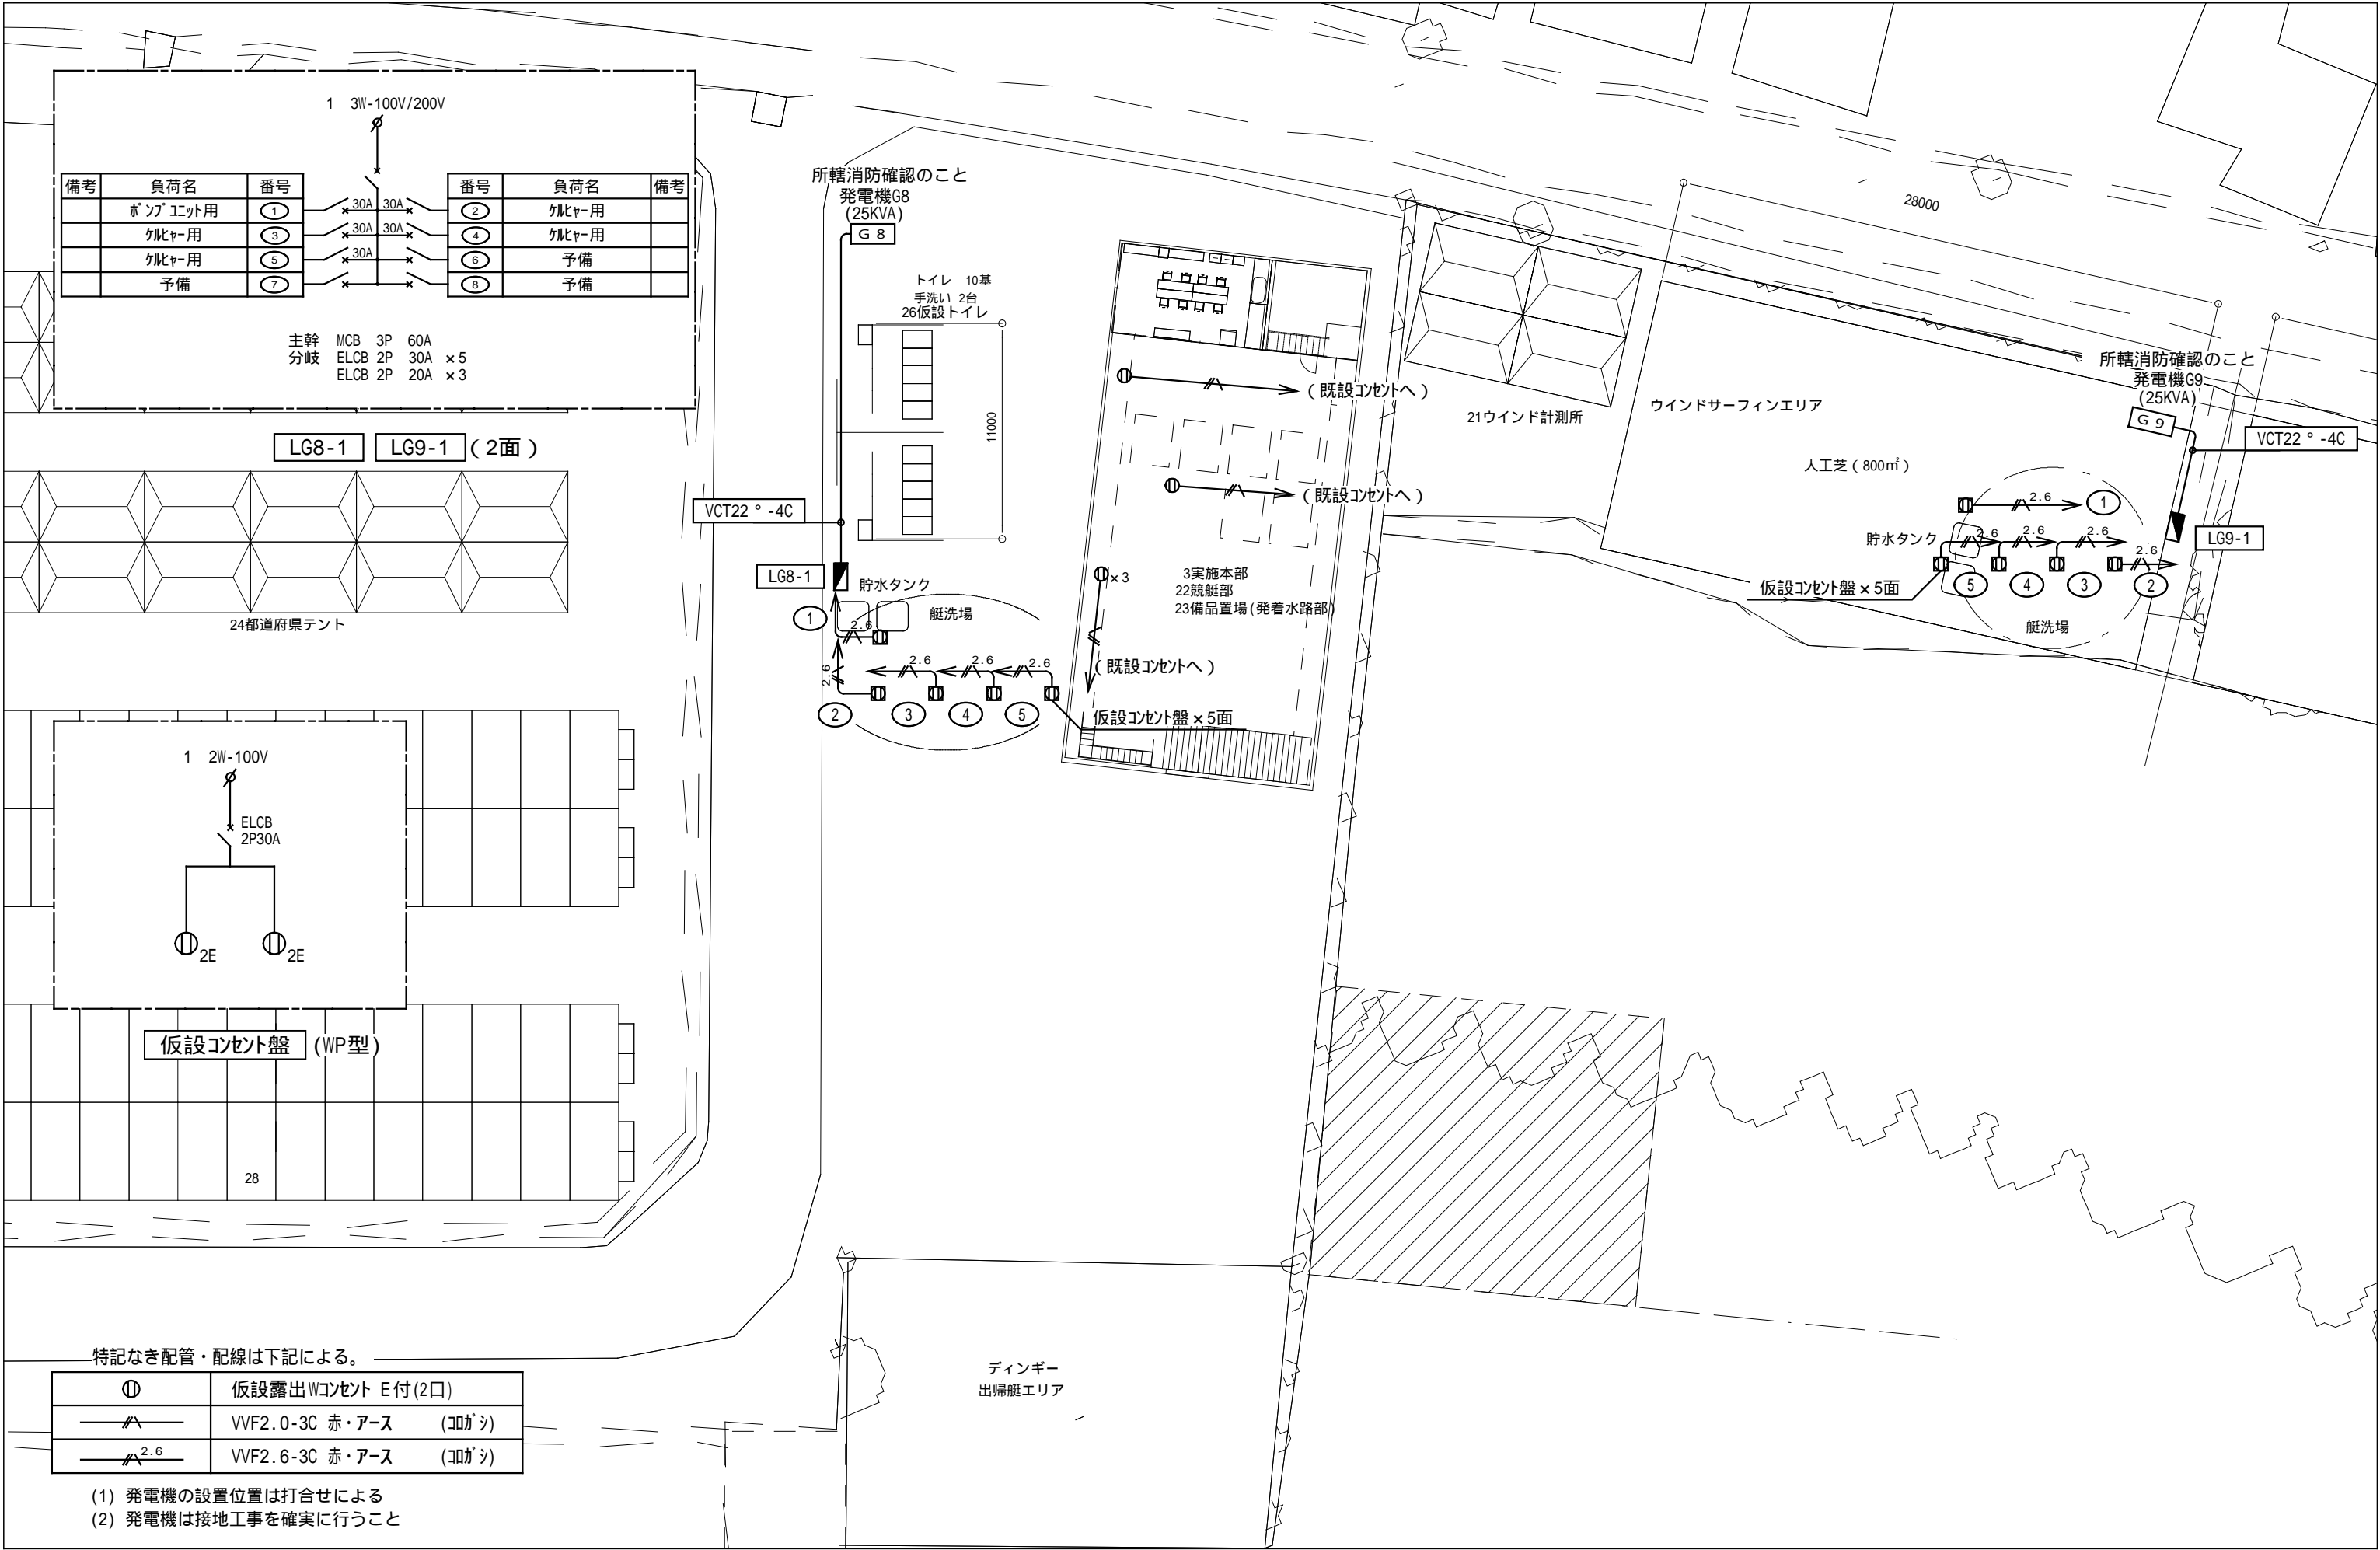 1 3W-100V/200V
備考 負荷名 番号 番号 負荷名 備考
ポンプユニット用 1 30A 30A 2 ケルヒャー用
ケルヒャー用 3 30A 30A 4 ケルヒャー用
ケルヒャー用 5 30A 6 予備
予備 7 8 予備
主幹 MCB 3P 60A
分岐 ELCB 2P 30A ×5
ELCB 2P 20A ×3
LG8-1 LG9-1 (2面)
24都道府県テント
1 2W-100V
ELCB
2P30A
2E 2E
仮設コンセント盤 (WP型)
28
特記なき配管・配線は下記による。
仮設露出Wコンセント E付(2口)
VVF2.0-3C 赤・アース (コロガシ)
2.6 VVF2.6-3C 赤・アース (コロガシ)
(1) 発電機の設置位置は打合せによる
(2) 発電機は接地工事を確実に行うこと
所轄消防確認のこと
発電機G8
(25KVA)
G 8
トイレ 10基
手洗い 2台
26仮設トイレ
11000
VCT22°-4C
LG8-1
貯水タンク
艇洗場
1
2.6
2.6
2.6 2.6 2.6
2 3 4 5
仮設コンセント盤×5面
(既設コンセントへ)
(既設コンセントへ)
×3
3実施本部
22競艇部
23備品置場(発着水路部)
(既設コンセントへ)
21ウインド計測所
ウインドサーフィンエリア
28000
所轄消防確認のこと
発電機G9
(25KVA)
G 9
VCT22°-4C
人工芝(800㎡)
2.6 1
貯水タンク
2.6 2.6 2.6
2.6
LG9-1
5 4 3 2
仮設コンセント盤×5面
艇洗場
ディンギー
出帰艇エリア